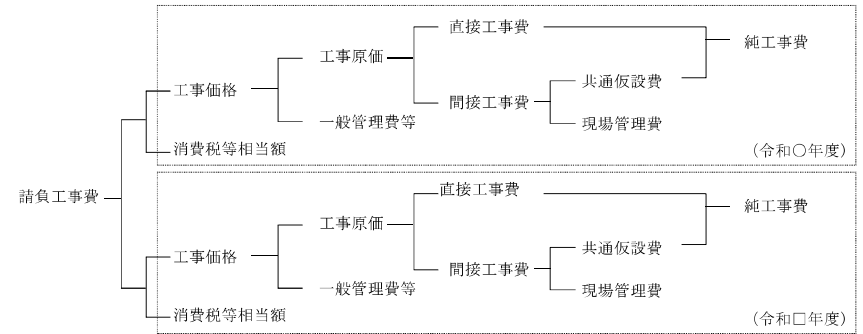 直接工事費
純工事費
工事原価
共通仮設費
工事価格
間接工事費
一般管理費等
現場管理費
消費税等相当額
(令和〇年度)
請負工事費
直接工事費
純工事費
工事原価
共通仮設費
工事価格
間接工事費
一般管理費等
現場管理費
消費税等相当額
(令和□年度)